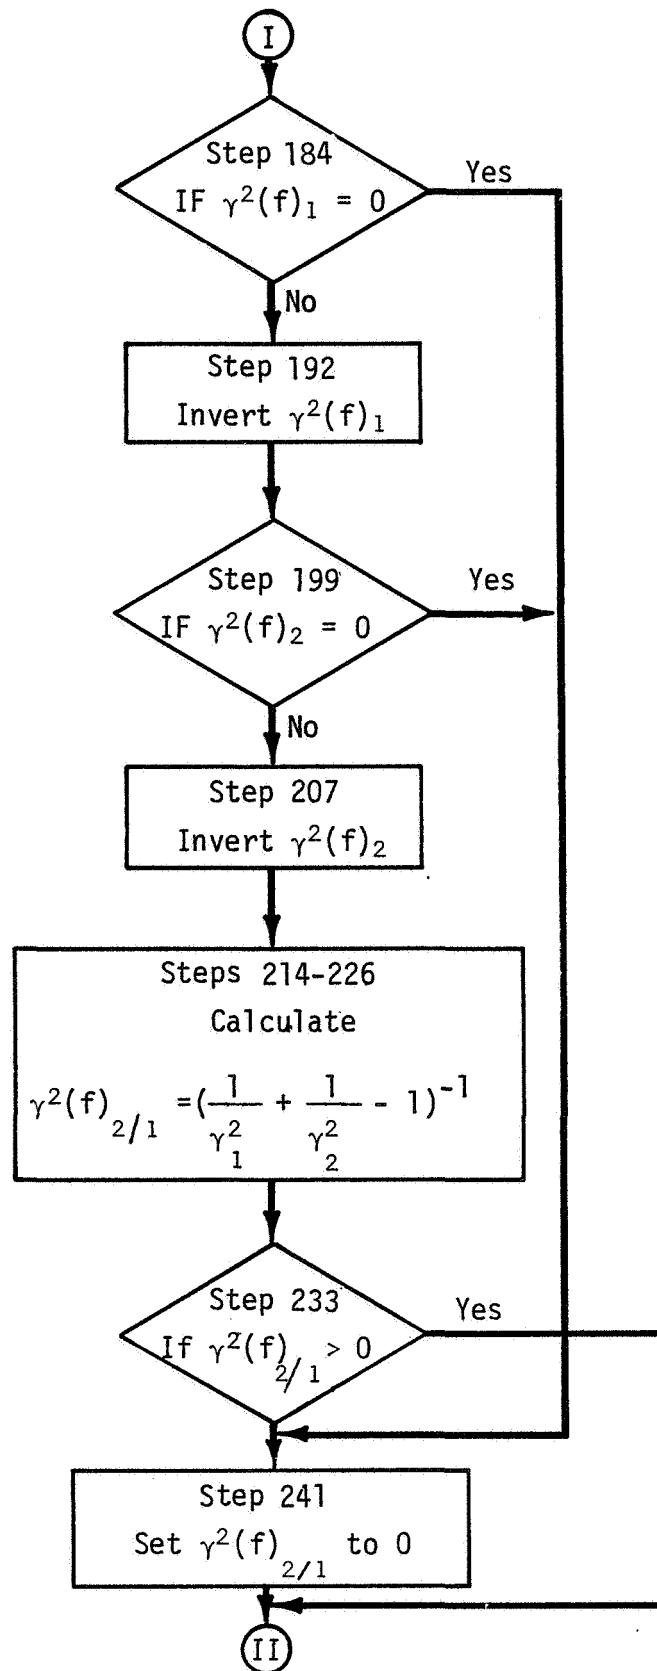 I
Step 184
Yes
IF γ²(f)₁ = 0
No
Step 192
Invert γ²(f)₁
Step 199
Yes
IF γ²(f)₂ = 0
No
Step 207
Invert γ²(f)₂
Steps 214-226
Calculate
γ²(f)₂/₁ =(1/γ²₁ + 1/γ²₂ - 1)⁻¹
Step 233
Yes
If γ²(f)₂/₁ > 0
Step 241
Set γ²(f)₂/₁ to 0
II